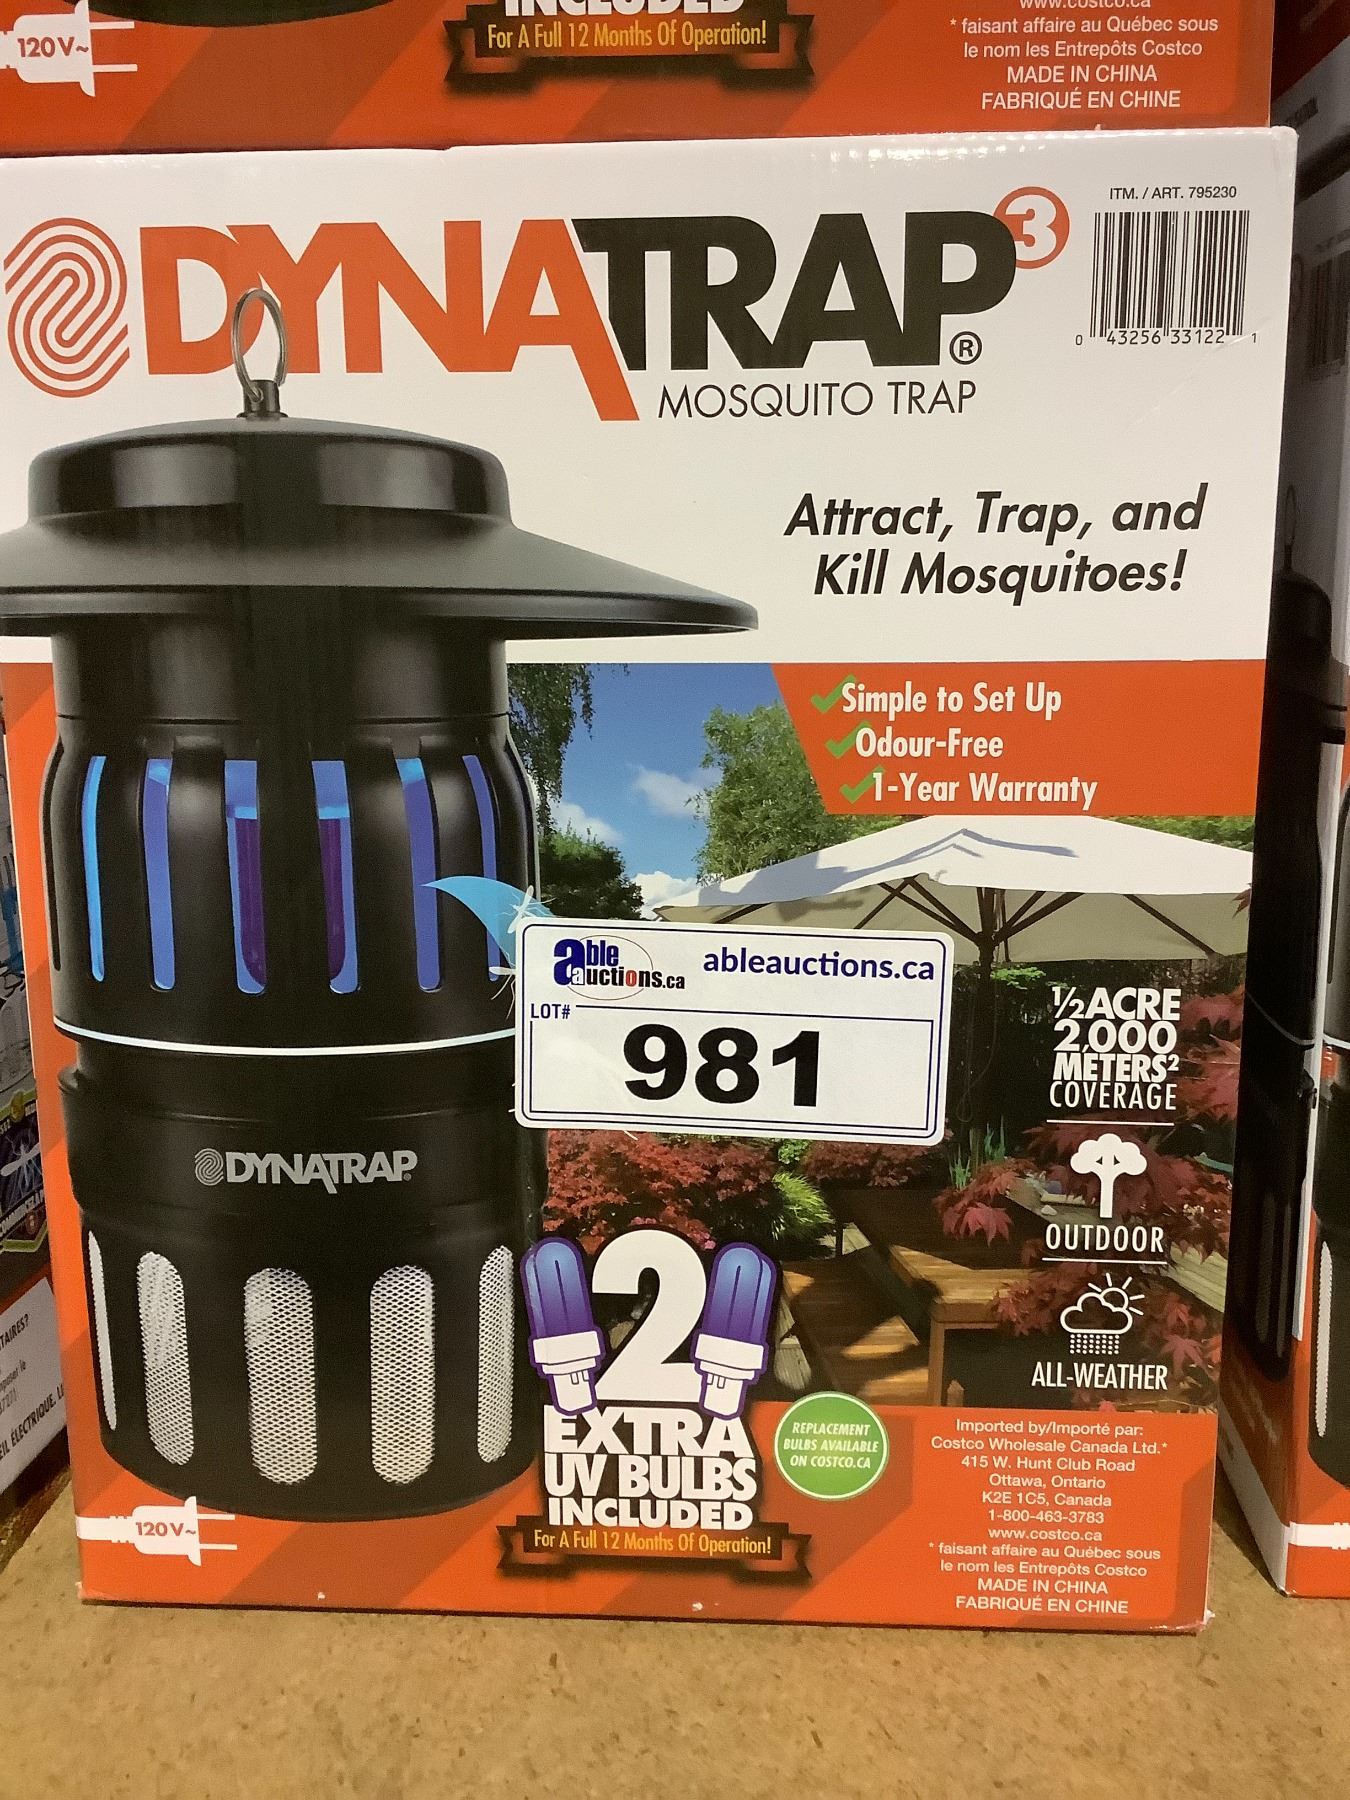 120V~
INCLUDED
For A Full 12 Months Of Operation!
www.costco.ca
* faisant affaire au Québec sous
le nom les Entrepôts Costco
MADE IN CHINA
FABRIQUÉ EN CHINE
ITM. / ART. 795230
DYNATRAP® 3
0 43256 33122 1
MOSQUITO TRAP
Attract, Trap, and
Kill Mosquitoes!
Simple to Set Up
Odour-Free
1-Year Warranty
able auctions.ca
ableauctions.ca
LOT#
981
½ ACRE
2,000
METERS²
COVERAGE
OUTDOOR
ALL-WEATHER
DYNATRAP®
2
EXTRA
UV BULBS
INCLUDED
For A Full 12 Months Of Operation!
REPLACEMENT
BULBS AVAILABLE
ON COSTCO.CA
120V~
Imported by/Importé par:
Costco Wholesale Canada Ltd.*
415 W. Hunt Club Road
Ottawa, Ontario
K2E 1C5, Canada
1-800-463-3783
www.costco.ca
* faisant affaire au Québec sous
le nom les Entrepôts Costco
MADE IN CHINA
FABRIQUÉ EN CHINE